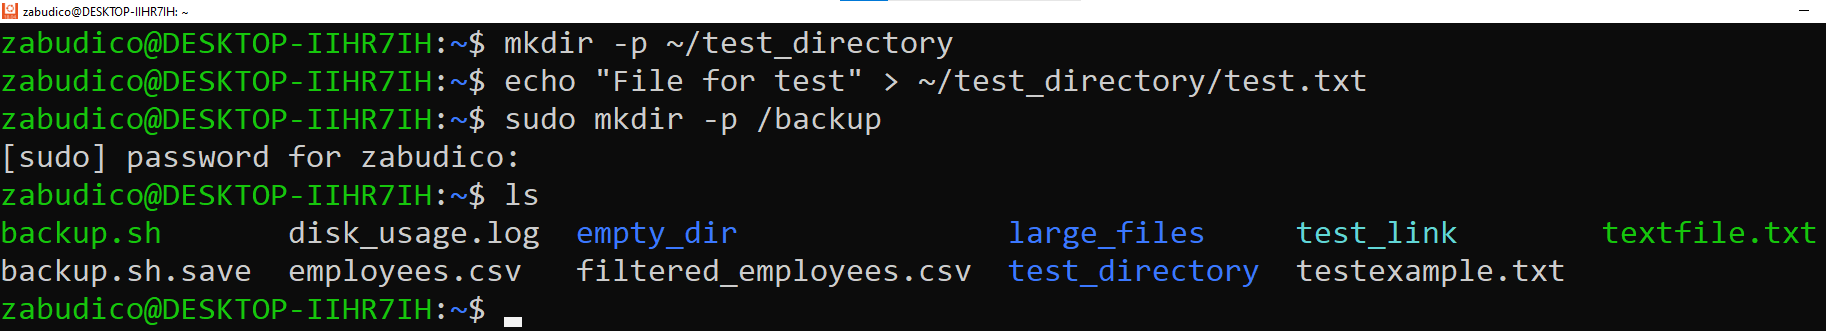 zabudico@DESKTOP-IIHR7IH: ~
zabudico@DESKTOP-IIHR7IH:~$ mkdir -p ~/test_directory
zabudico@DESKTOP-IIHR7IH:~$ echo "File for test" > ~/test_directory/test.txt
zabudico@DESKTOP-IIHR7IH:~$ sudo mkdir -p /backup
[sudo] password for zabudico:
zabudico@DESKTOP-IIHR7IH:~$ ls
backup.sh disk_usage.log empty_dir large_files test_link textfile.txt
backup.sh.save employees.csv filtered_employees.csv test_directory testexample.txt
zabudico@DESKTOP-IIHR7IH:~$